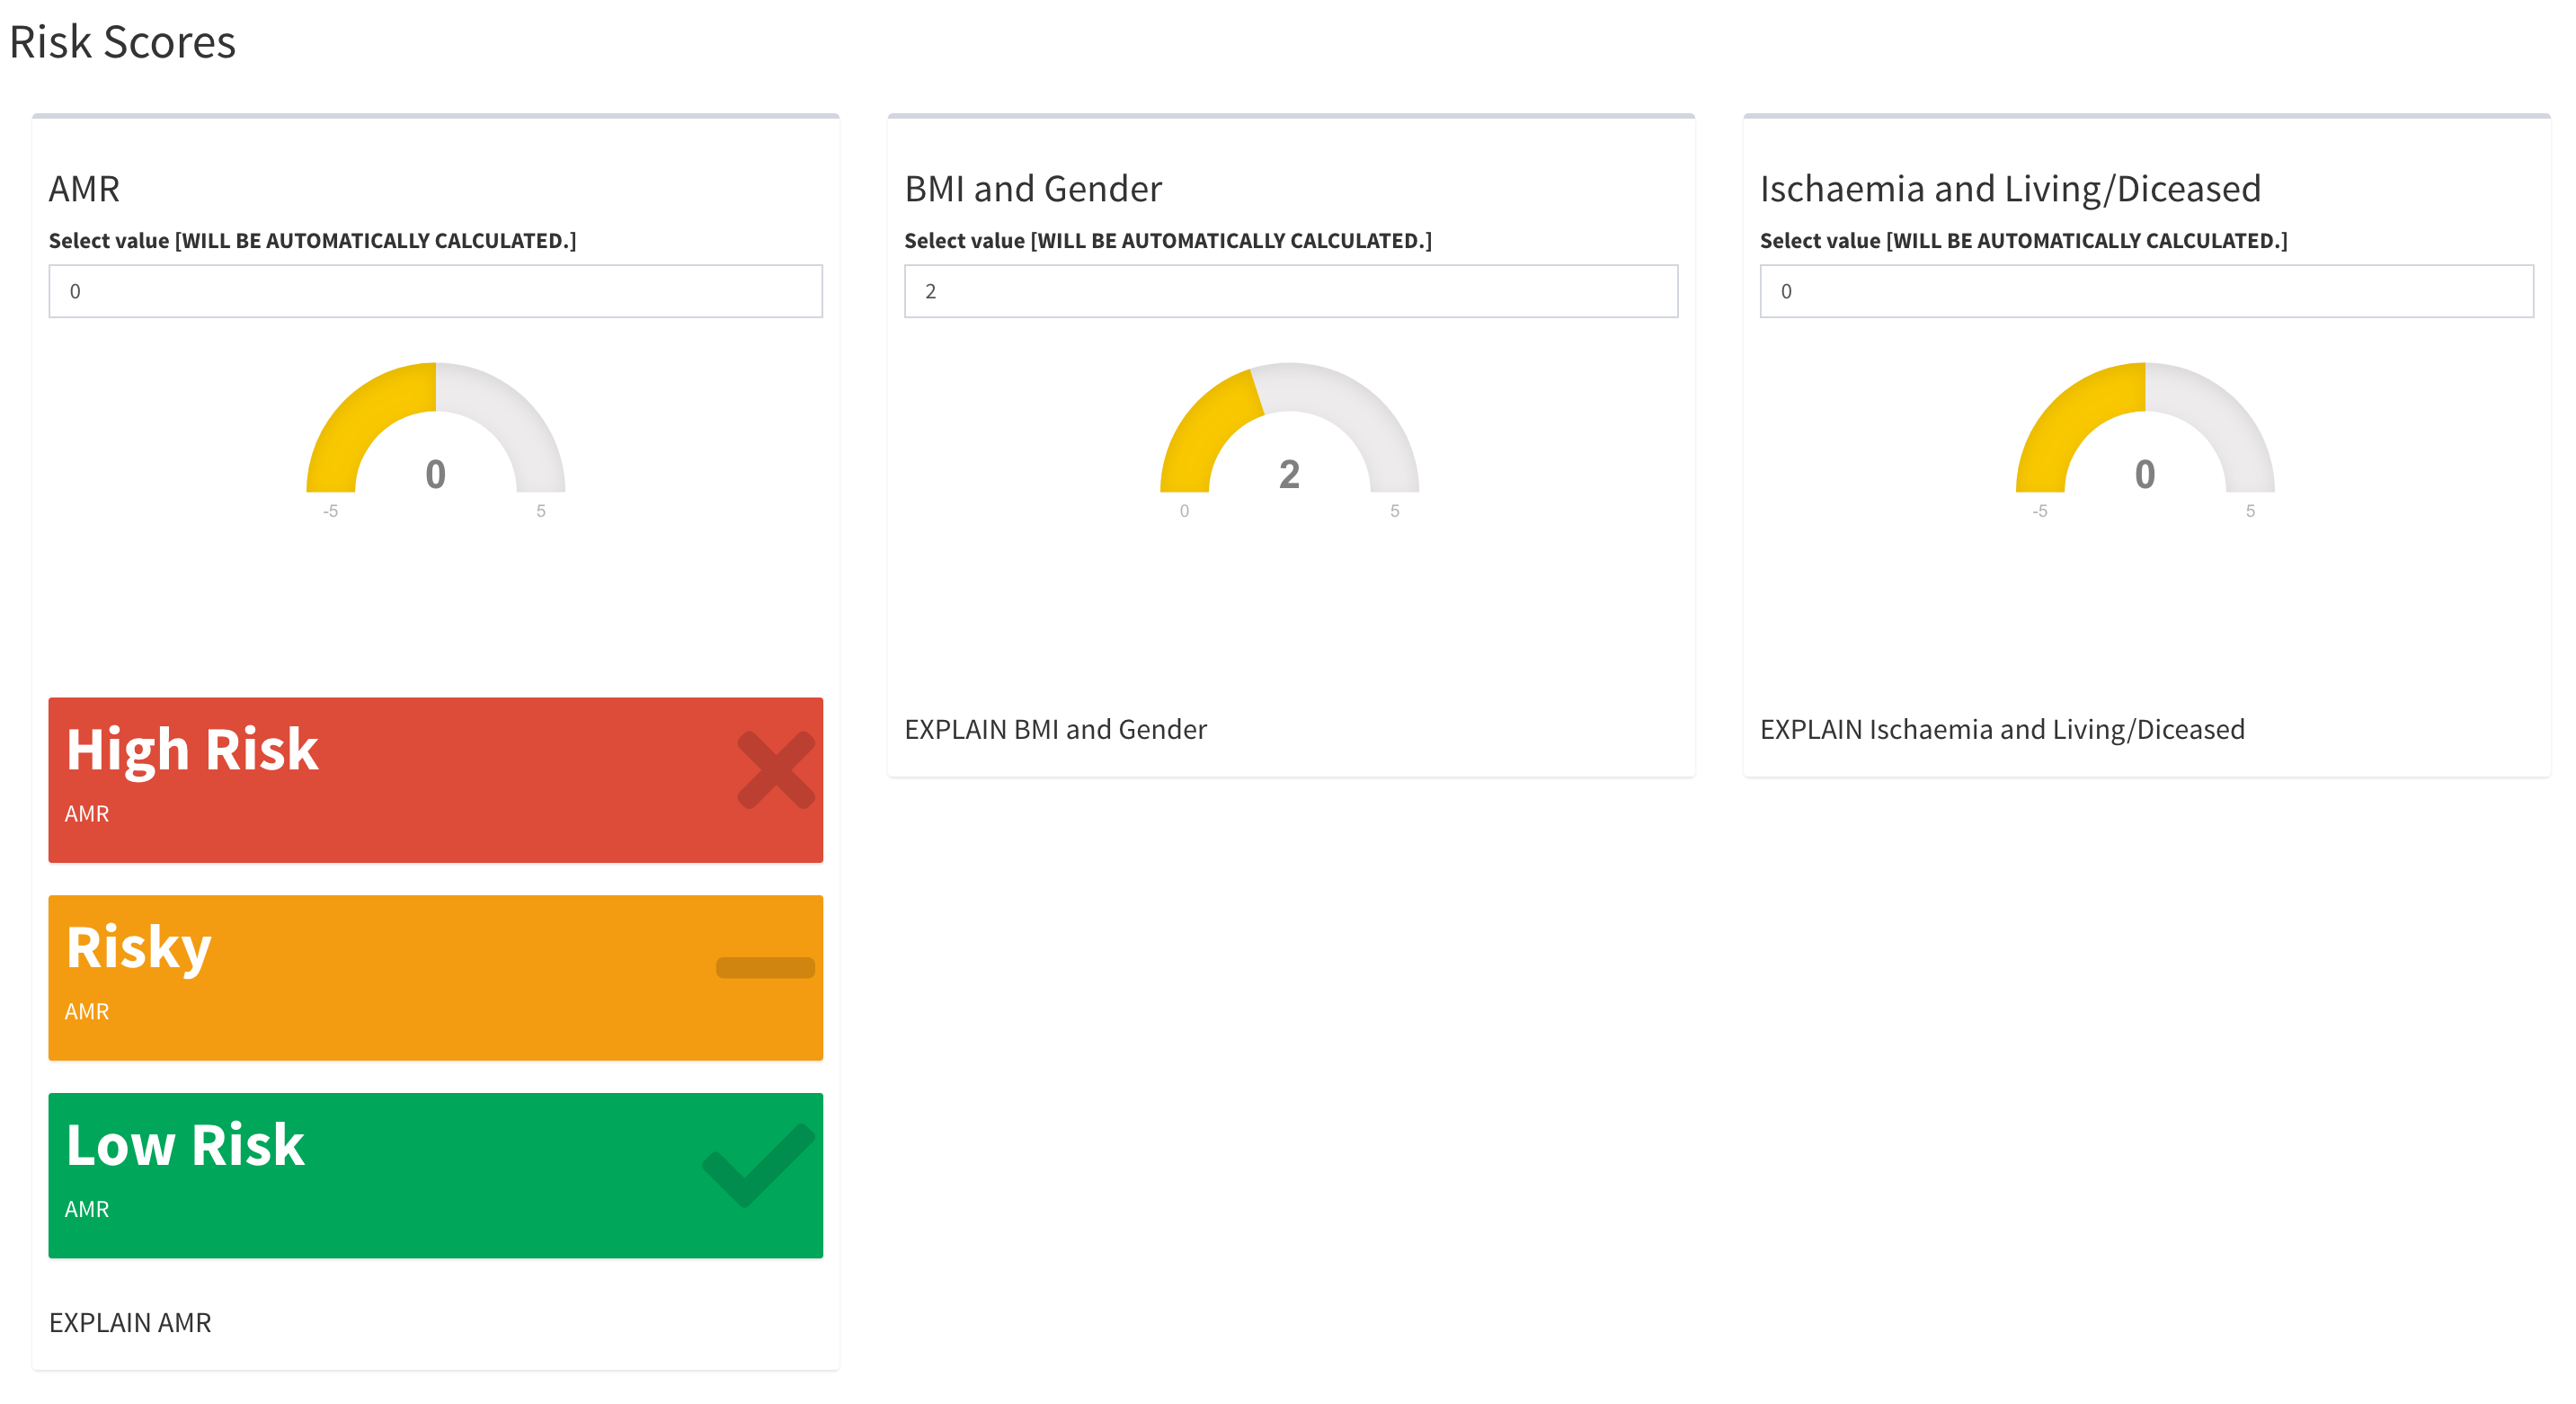 Risk Scores
AMR
Select value [WILL BE AUTOMATICALLY CALCULATED.]
0
0
-5 5
High Risk
AMR
Risky
AMR
Low Risk
AMR
EXPLAIN AMR
BMI and Gender
Select value [WILL BE AUTOMATICALLY CALCULATED.]
2
2
0 5
EXPLAIN BMI and Gender
Ischaemia and Living/Diceased
Select value [WILL BE AUTOMATICALLY CALCULATED.]
0
0
-5 5
EXPLAIN Ischaemia and Living/Diceased